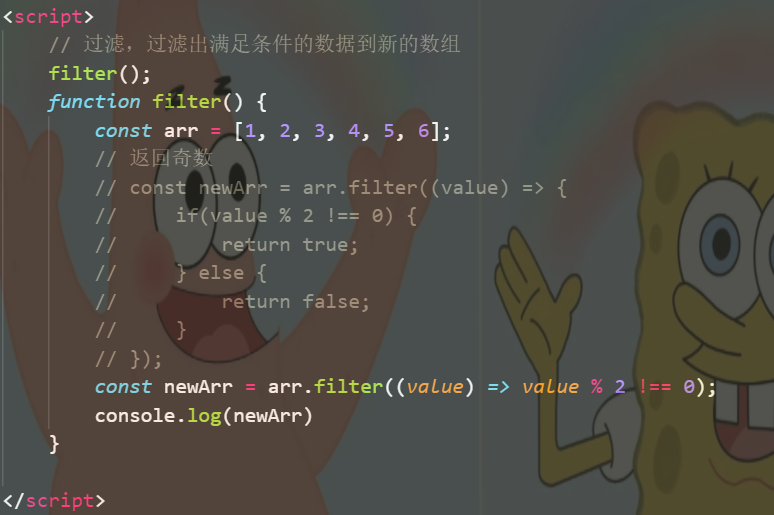 <script>
// 过滤，过滤出满足条件的数据到新的数组
filter();
function filter() {
const arr = [1, 2, 3, 4, 5, 6];
// 返回奇数
// const newArr = arr.filter((value) => {
//     if(value % 2 !== 0) {
//         return true;
//     } else {
//         return false;
//     }
// });
const newArr = arr.filter((value) => value % 2 !== 0);
console.log(newArr)
}
</script>